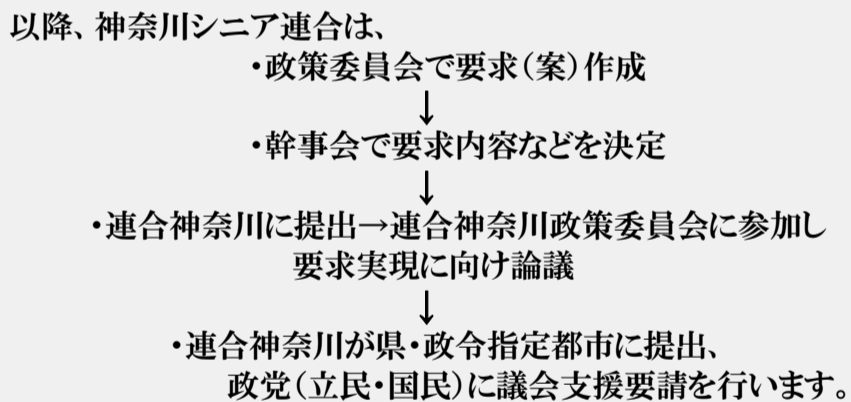 以降、神奈川シニア連合は、
・政策委員会で要求（案）作成
↓
・幹事会で要求内容などを決定
↓
・連合神奈川に提出→連合神奈川政策委員会に参加し
要求実現に向け論議
↓
・連合神奈川が県・政令指定都市に提出、
政党（立民・国民）に議会支援要請を行います。